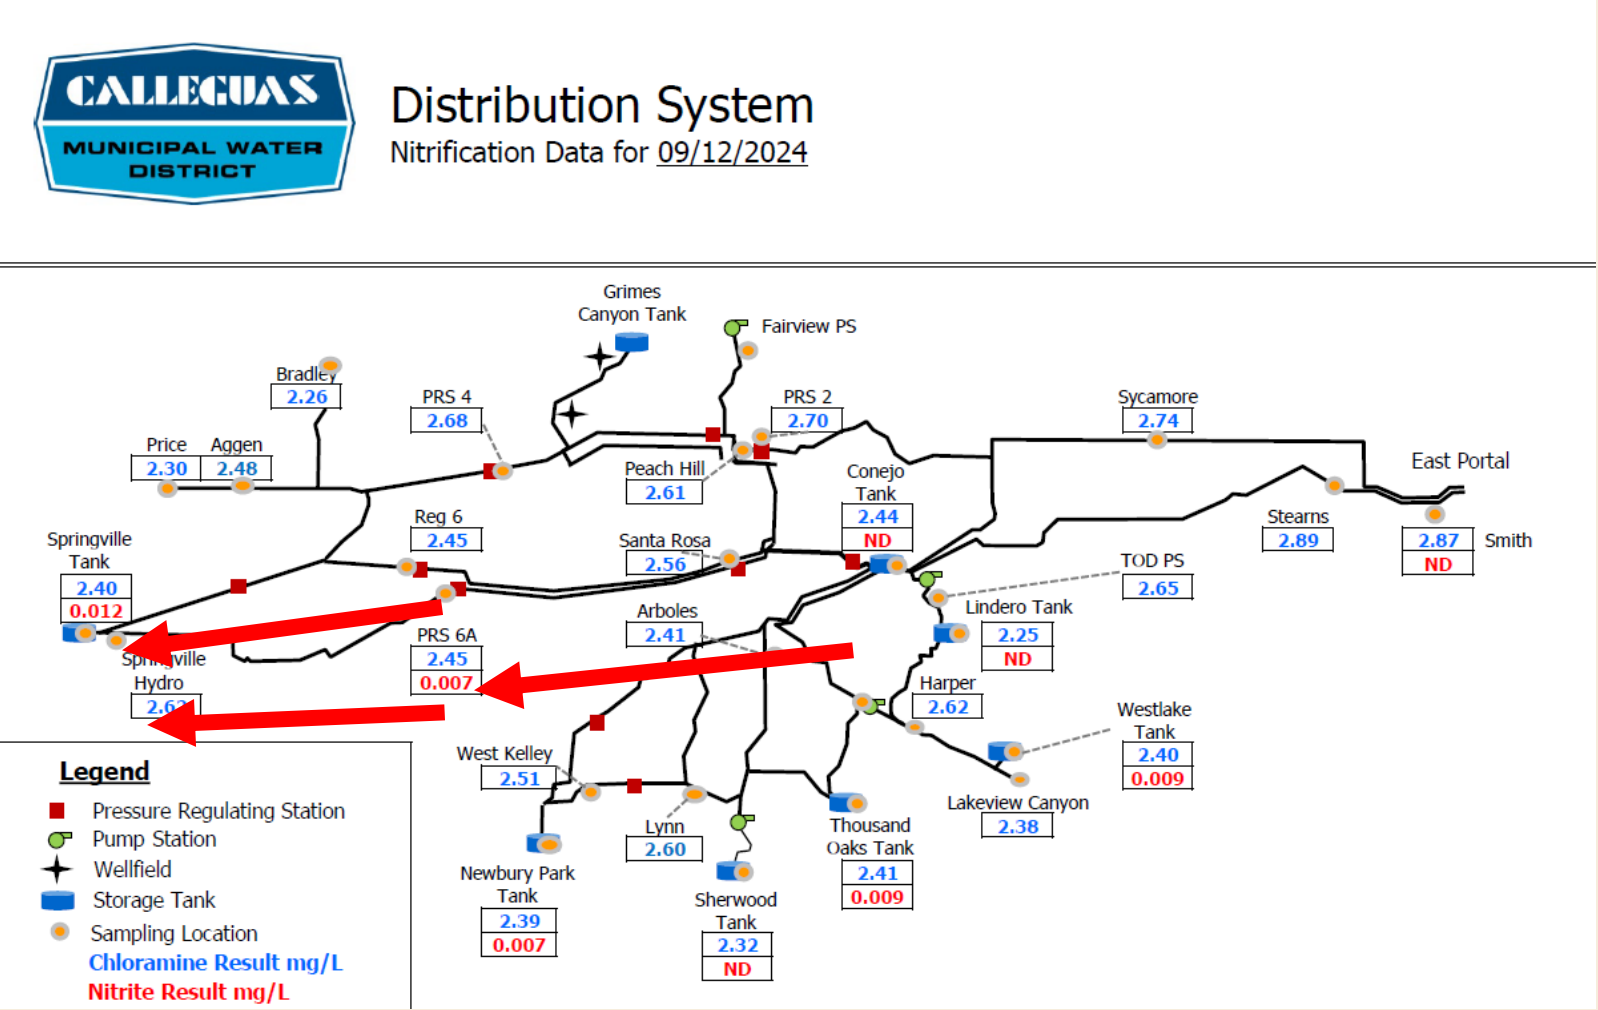 CALLEGUAS
MUNICIPAL WATER
DISTRICT
Distribution System
Nitrification Data for 09/12/2024
Grimes
Canyon Tank
Fairview PS
Bradley
2.26
PRS 4
2.68
PRS 2
2.70
Sycamore
2.74
Price Aggen
2.30 2.48
Peach Hill
2.61
Conejo
Tank
2.44
ND
East Portal
Stearns
2.89
2.87 Smith
ND
Springville
Tank
2.40
0.012
Reg 6
2.45
Santa Rosa
2.56
TOD PS
2.65
Arboles
2.41
Lindero Tank
2.25
ND
PRS 6A
2.45
0.007
Springville
Hydro
Harper
2.62
Westlake
Tank
2.40
0.009
West Kelley
2.51
Lakeview Canyon
2.38
Lynn
2.60
Thousand
Oaks Tank
2.41
0.009
Newbury Park
Tank
2.39
0.007
Sherwood
Tank
2.32
ND
Legend
Pressure Regulating Station
Pump Station
Wellfield
Storage Tank
Sampling Location
Chloramine Result mg/L
Nitrite Result mg/L